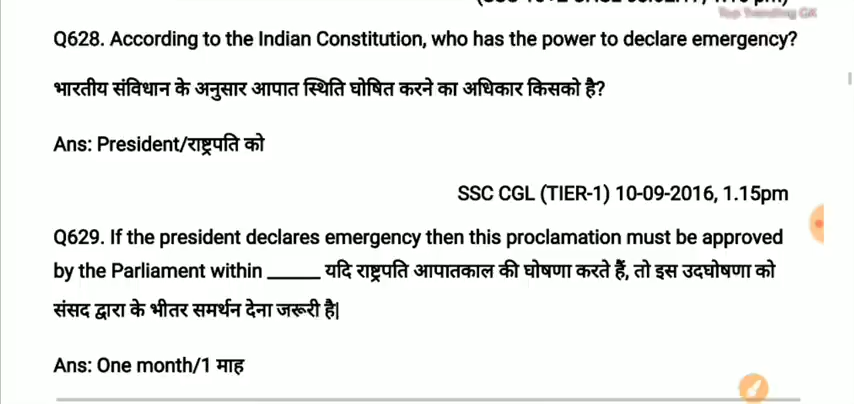 Top Trending GK
Q628. According to the Indian Constitution, who has the power to declare emergency?
भारतीय संविधान के अनुसार आपात स्थिति घोषित करने का अधिकार किसको है?
Ans: President/राष्ट्रपति को
SSC CGL (TIER-1) 10-09-2016, 1.15pm
Q629. If the president declares emergency then this proclamation must be approved
by the Parliament within ______ यदि राष्ट्रपति आपातकाल की घोषणा करते हैं, तो इस उदघोषणा को
संसद द्वारा के भीतर समर्थन देना जरूरी है|
Ans: One month/1 माह